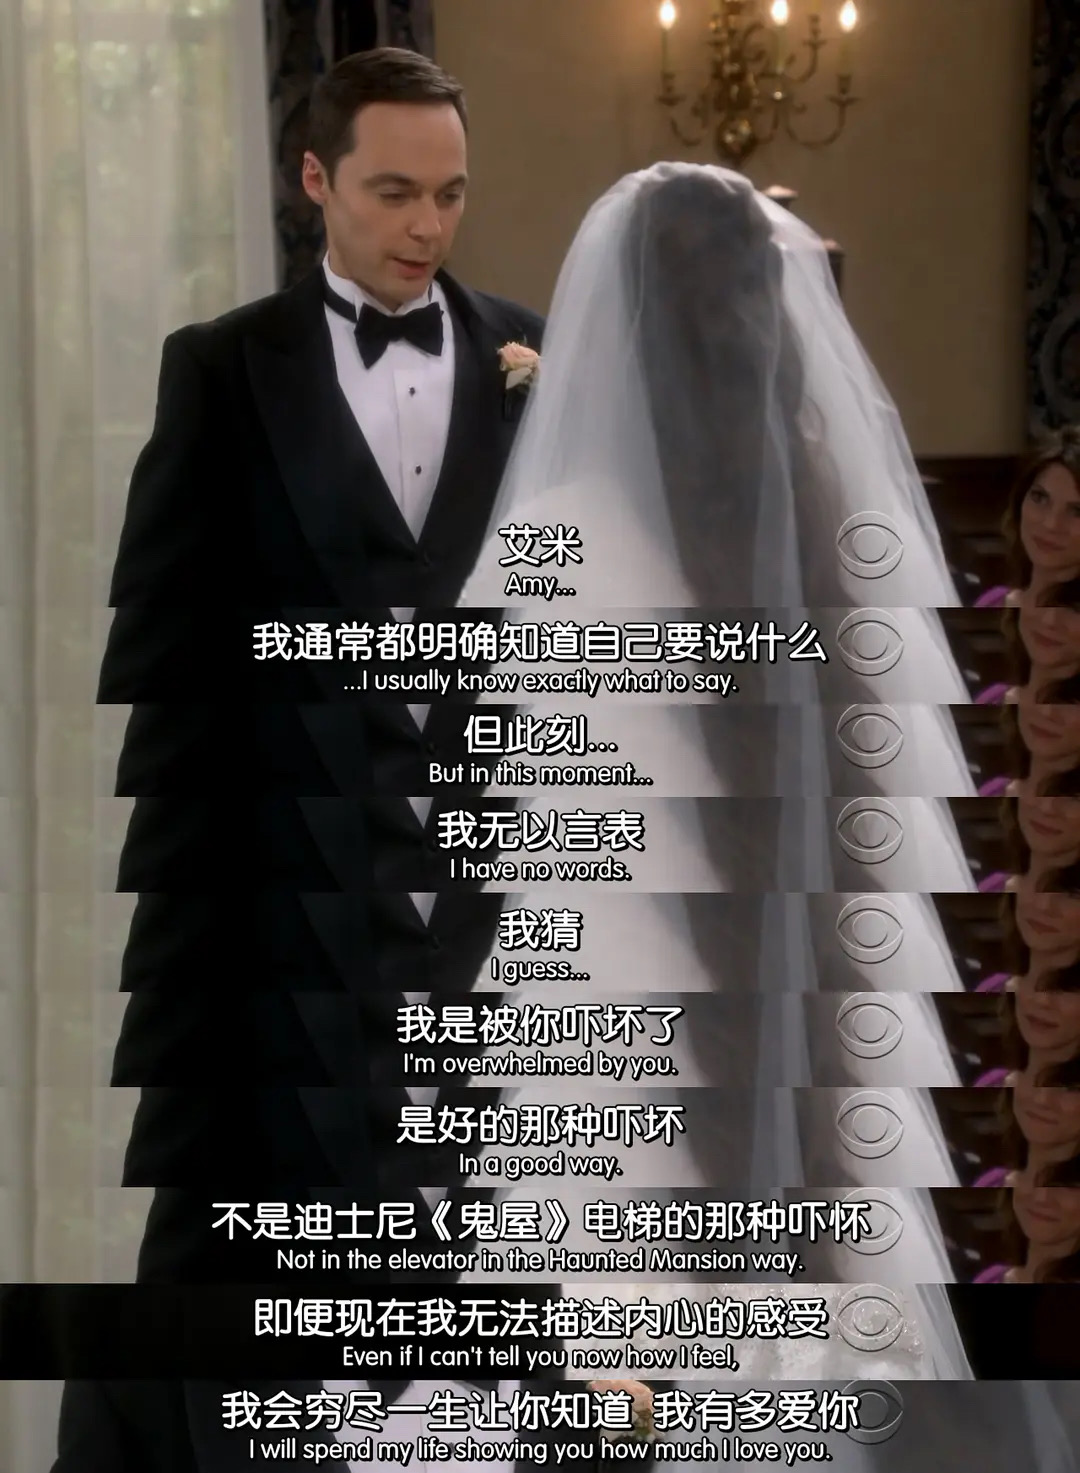 艾米
Amy...
我通常都明确知道自己要说什么
...I usually know exactly what to say.
但此刻...
But in this moment...
我无以言表
I have no words.
我猜
I guess...
我是被你吓坏了
I'm overwhelmed by you.
是好的那种吓坏
In a good way.
不是迪士尼《鬼屋》电梯的那种吓怀
Not in the elevator in the Haunted Mansion way.
即便现在我无法描述内心的感受
Even if I can't tell you now how I feel,
我会穷尽一生让你知道 我有多爱你
I will spend my life showing you how much I love you.